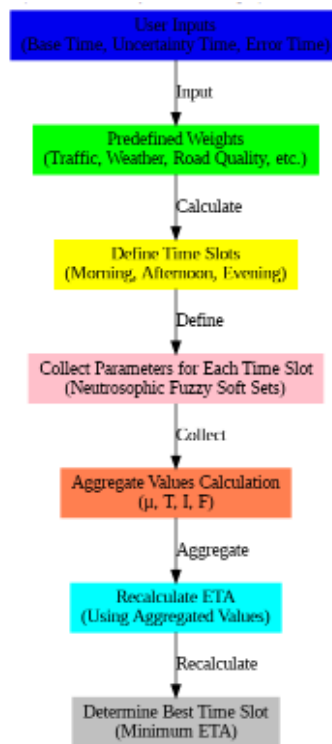 User Inputs
(Base Time, Uncertainty Time, Error Time)
Input
Predefined Weights
(Traffic, Weather, Road Quality, etc.)
Calculate
Define Time Slots
(Morning, Afternoon, Evening)
Define
Collect Parameters for Each Time Slot
(Neutrosophic Fuzzy Soft Sets)
Collect
Aggregate Values Calculation
(μ, T, I, F)
Aggregate
Recalculate ETA
(Using Aggregated Values)
Recalculate
Determine Best Time Slot
(Minimum ETA)